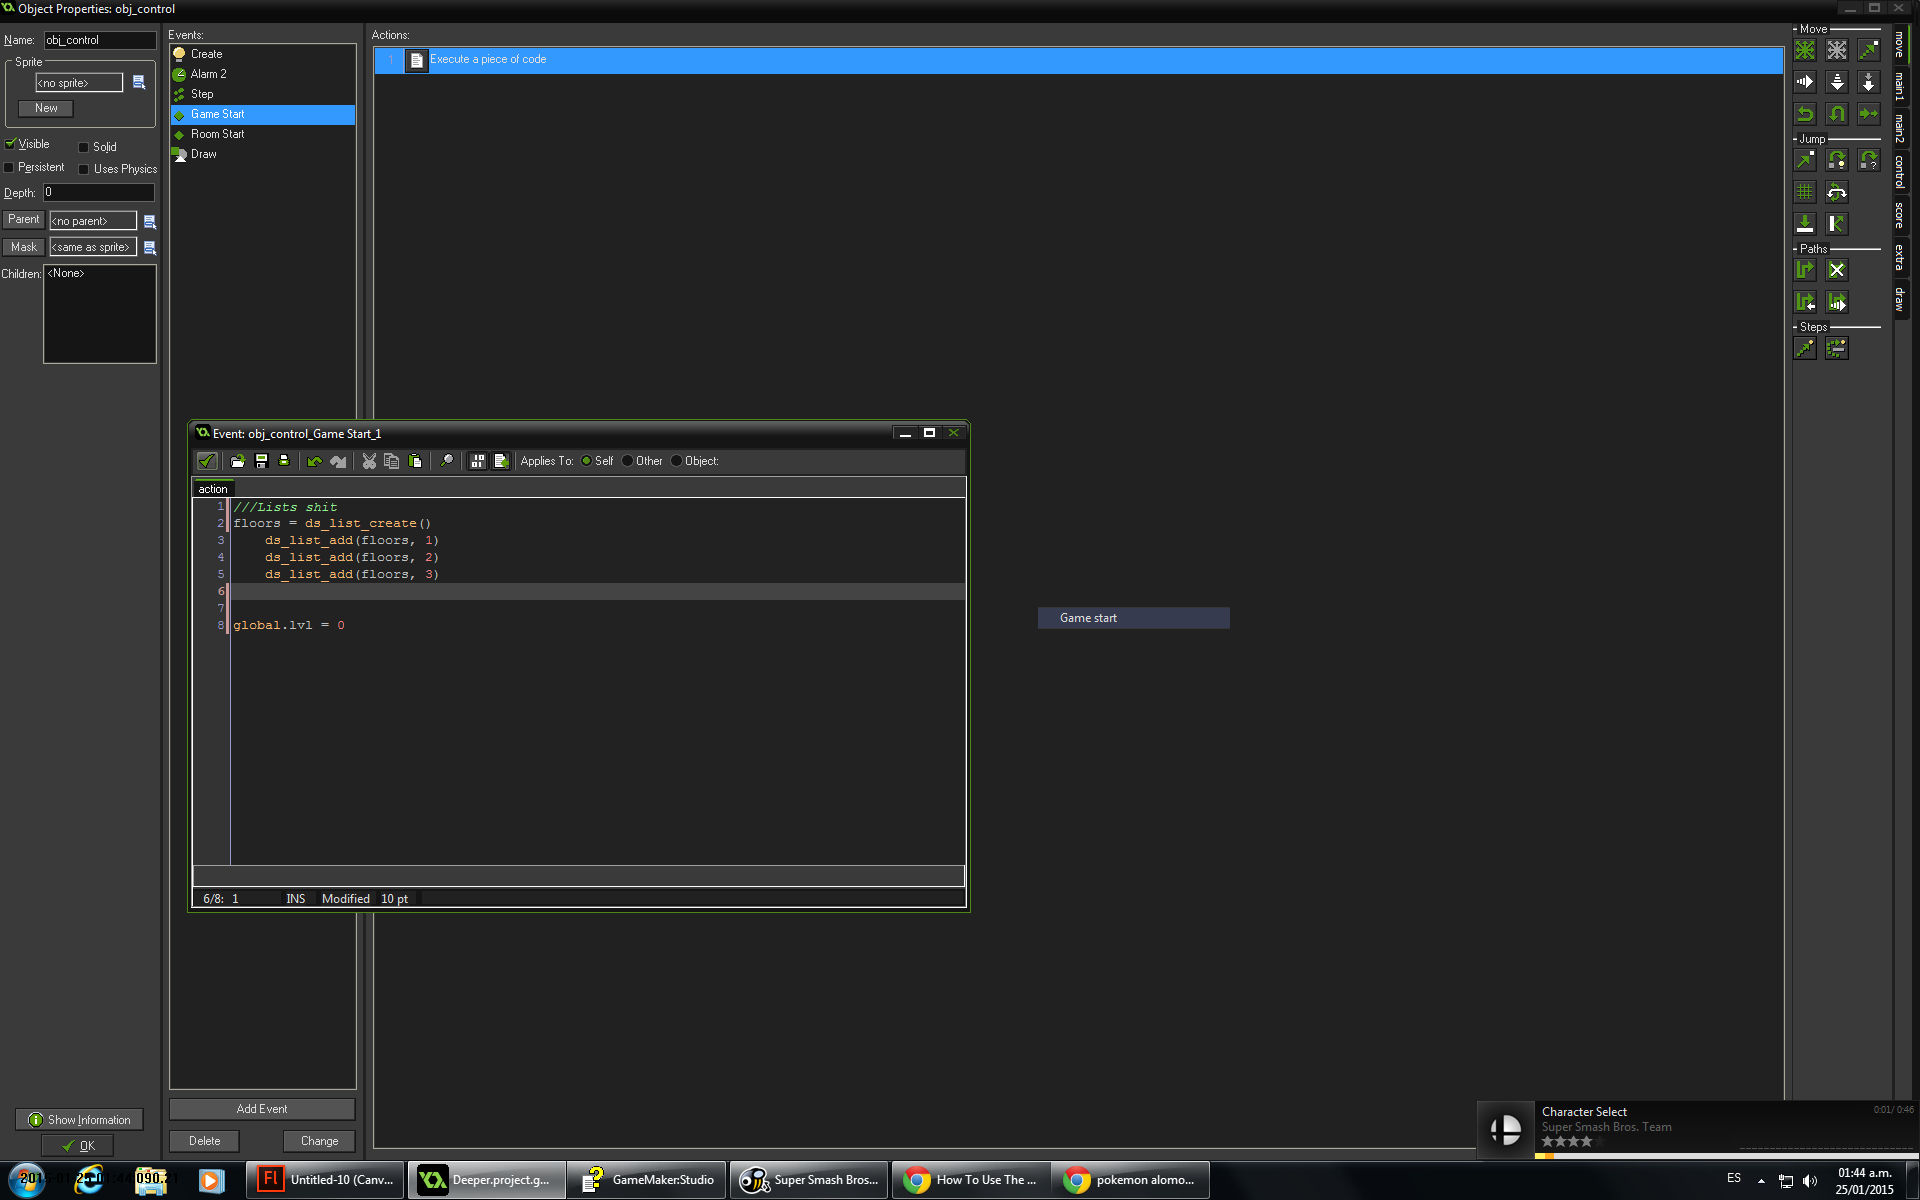 Object Properties: obj_control
Name: obj_control
Sprite
<no sprite>
New
Visible
Solid
Persistent
Uses Physics
Depth: 0
Parent <no parent>
Mask <same as sprite>
Children: <None>
Show Information
OK
Events:
Create
Alarm 2
Step
Game Start
Room Start
Draw
Add Event
Delete
Change
Actions:
1 Execute a piece of code
Event: obj_control_Game Start_1
Applies To: Self Other Object:
action
1 ///Lists shit
2 floors = ds_list_create()
3 ds_list_add(floors, 1)
4 ds_list_add(floors, 2)
5 ds_list_add(floors, 3)
6
7
8 global.lvl = 0
6/8: 1 INS Modified 10 pt
Game start
Move
Jump
Paths
Steps
move
main1
main2
control
score
extra
draw
Character Select
0:01/ 0:46
Super Smash Bros. Team
Untitled-10 (Canv...
Deeper.project.g...
GameMaker:Studio
Super Smash Bros...
How To Use The ...
pokemon alomo...
ES
01:44 a.m.
25/01/2015